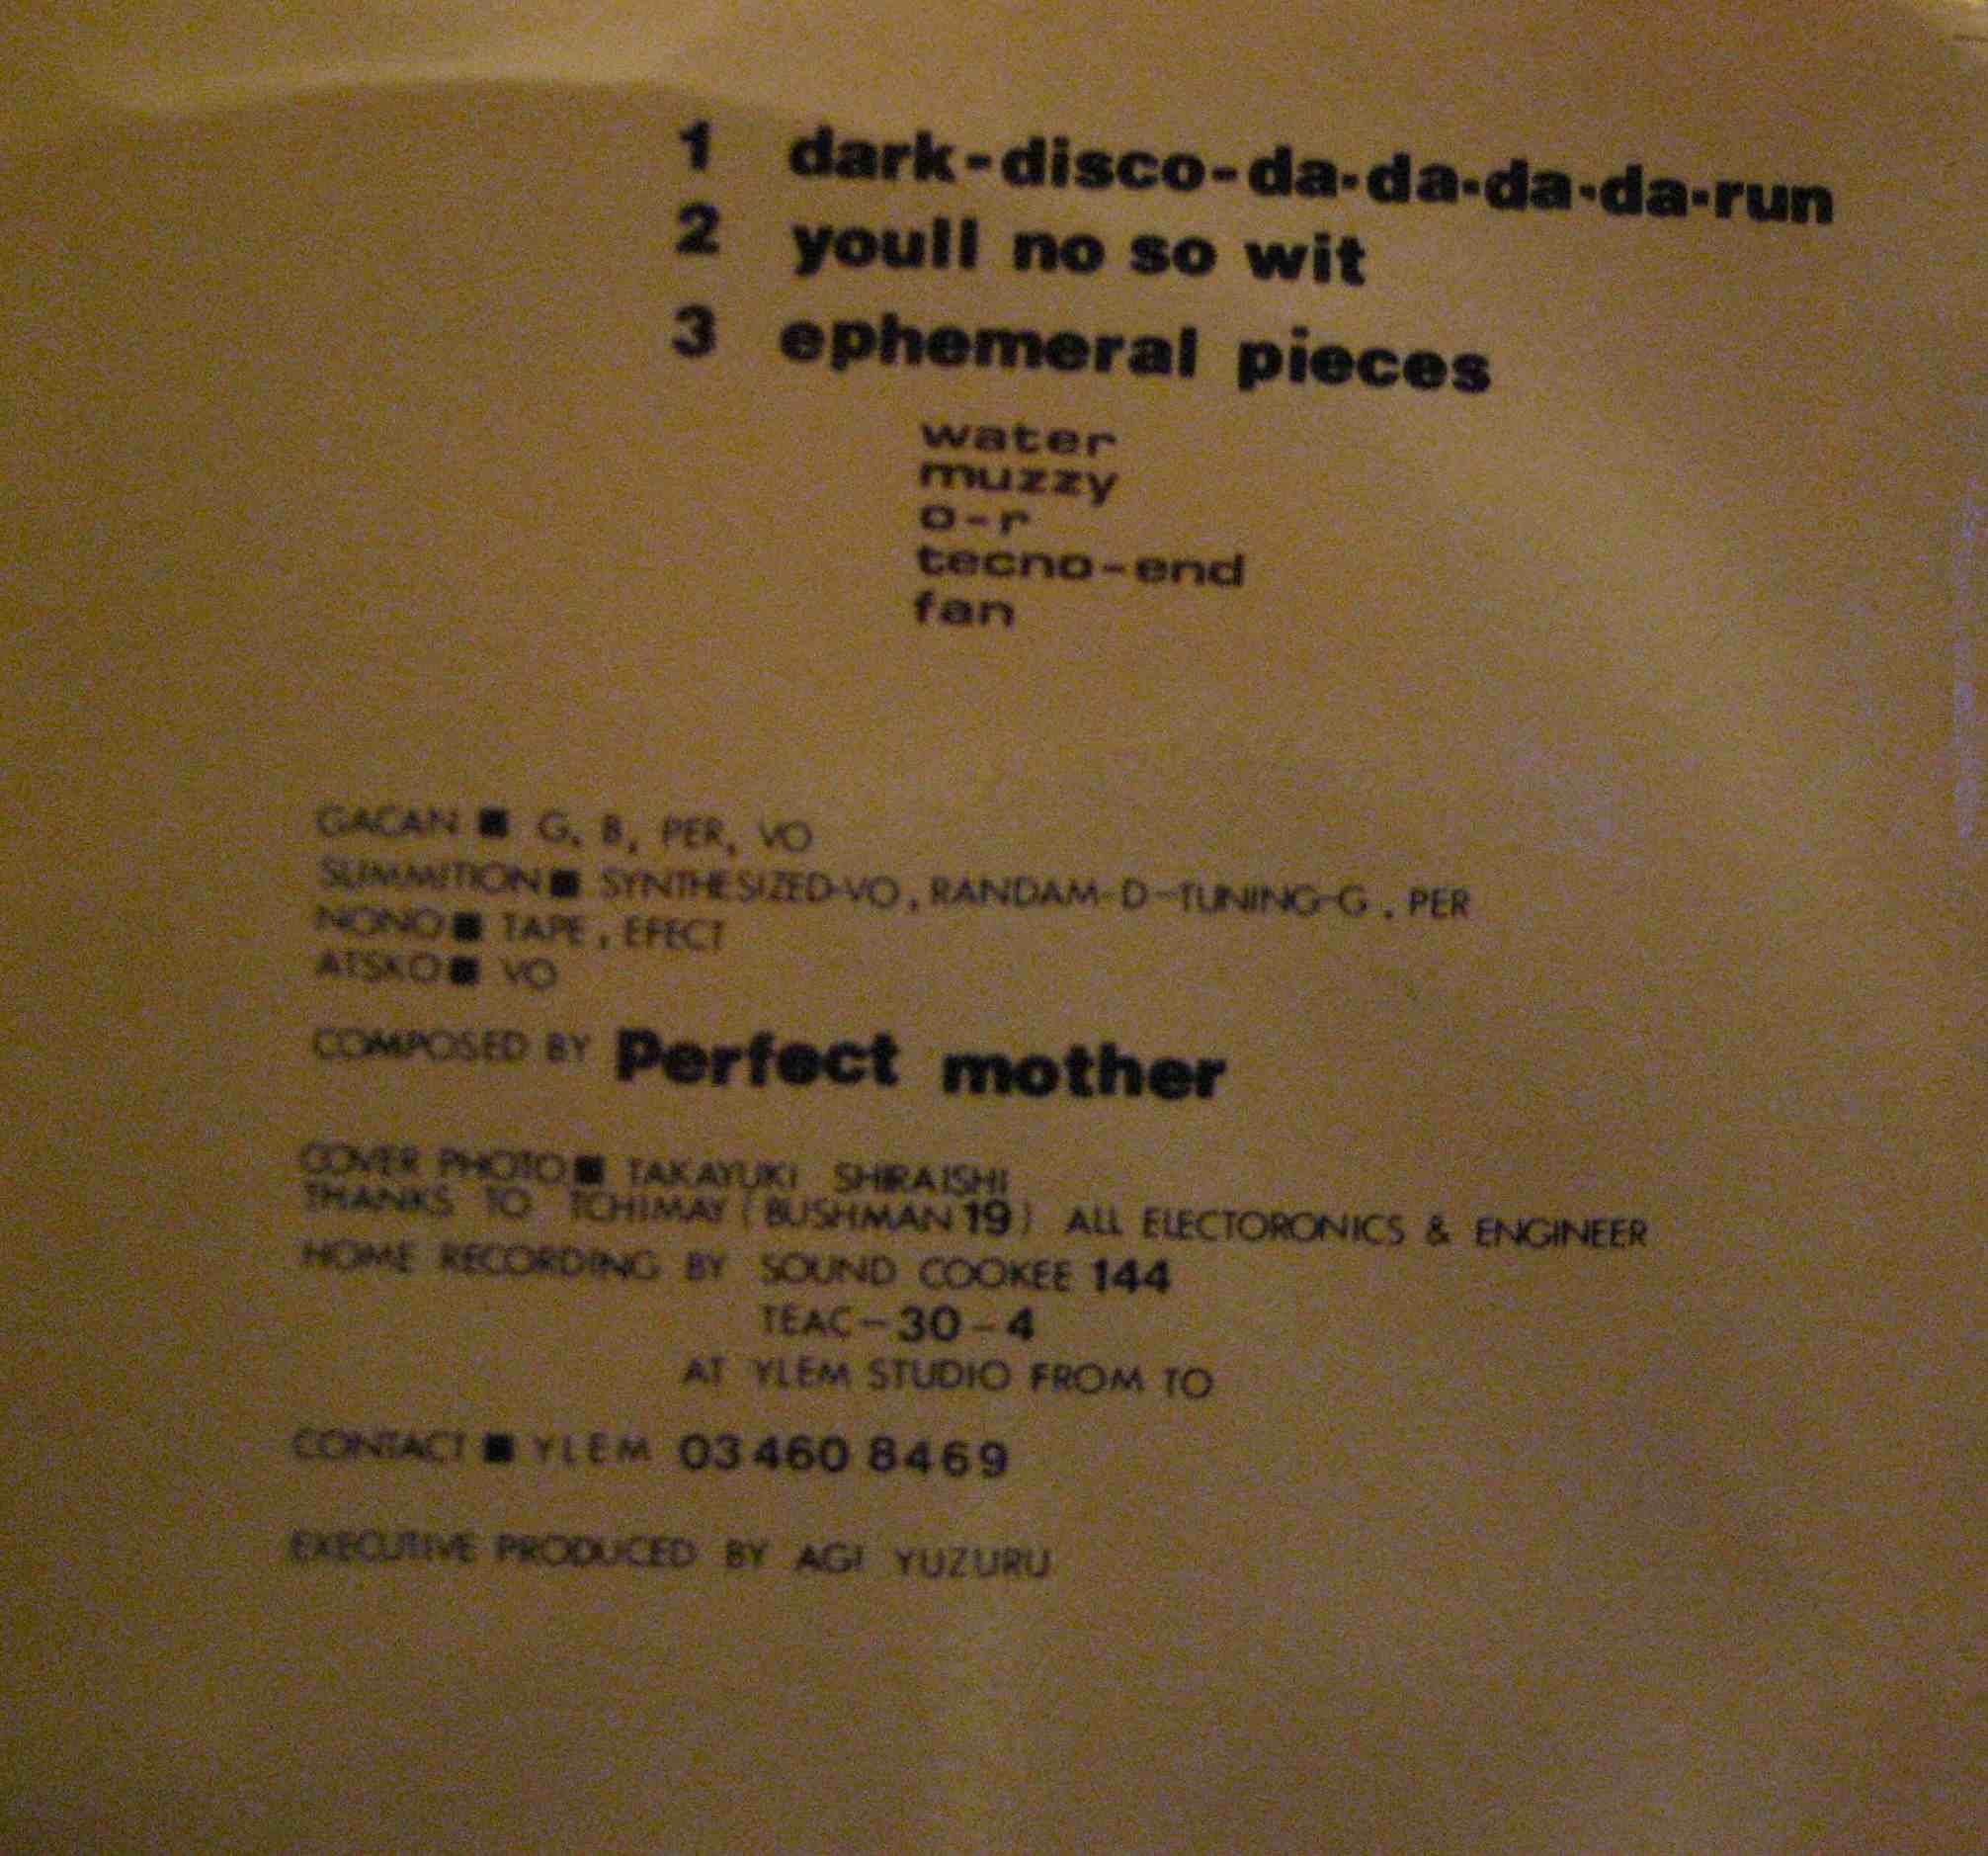 1 dark-disco-da-da-da-da-run
2 youll no so wit
3 ephemeral pieces
water
muzzy
o-r
tecno-end
fan
GACAN ■ G, B, PER, VO
SUMMITION ■ SYNTHESIZED-VO, RANDAM-D-TUNING-G, PER
NONO ■ TAPE, EFECT
ATSKO ■ VO
COMPOSED BY Perfect mother
COVER PHOTO ■ TAKAYUKI SHIRAISHI
THANKS TO TCHIMAY (BUSHMAN 19) ALL ELECTORONICS & ENGINEER
HOME RECORDING BY SOUND COOKEE 144
TEAC-30-4
AT YLEM STUDIO FROM TO
CONTACT ■ YLEM 03 460 8469
EXECUTIVE PRODUCED BY AGI YUZURU